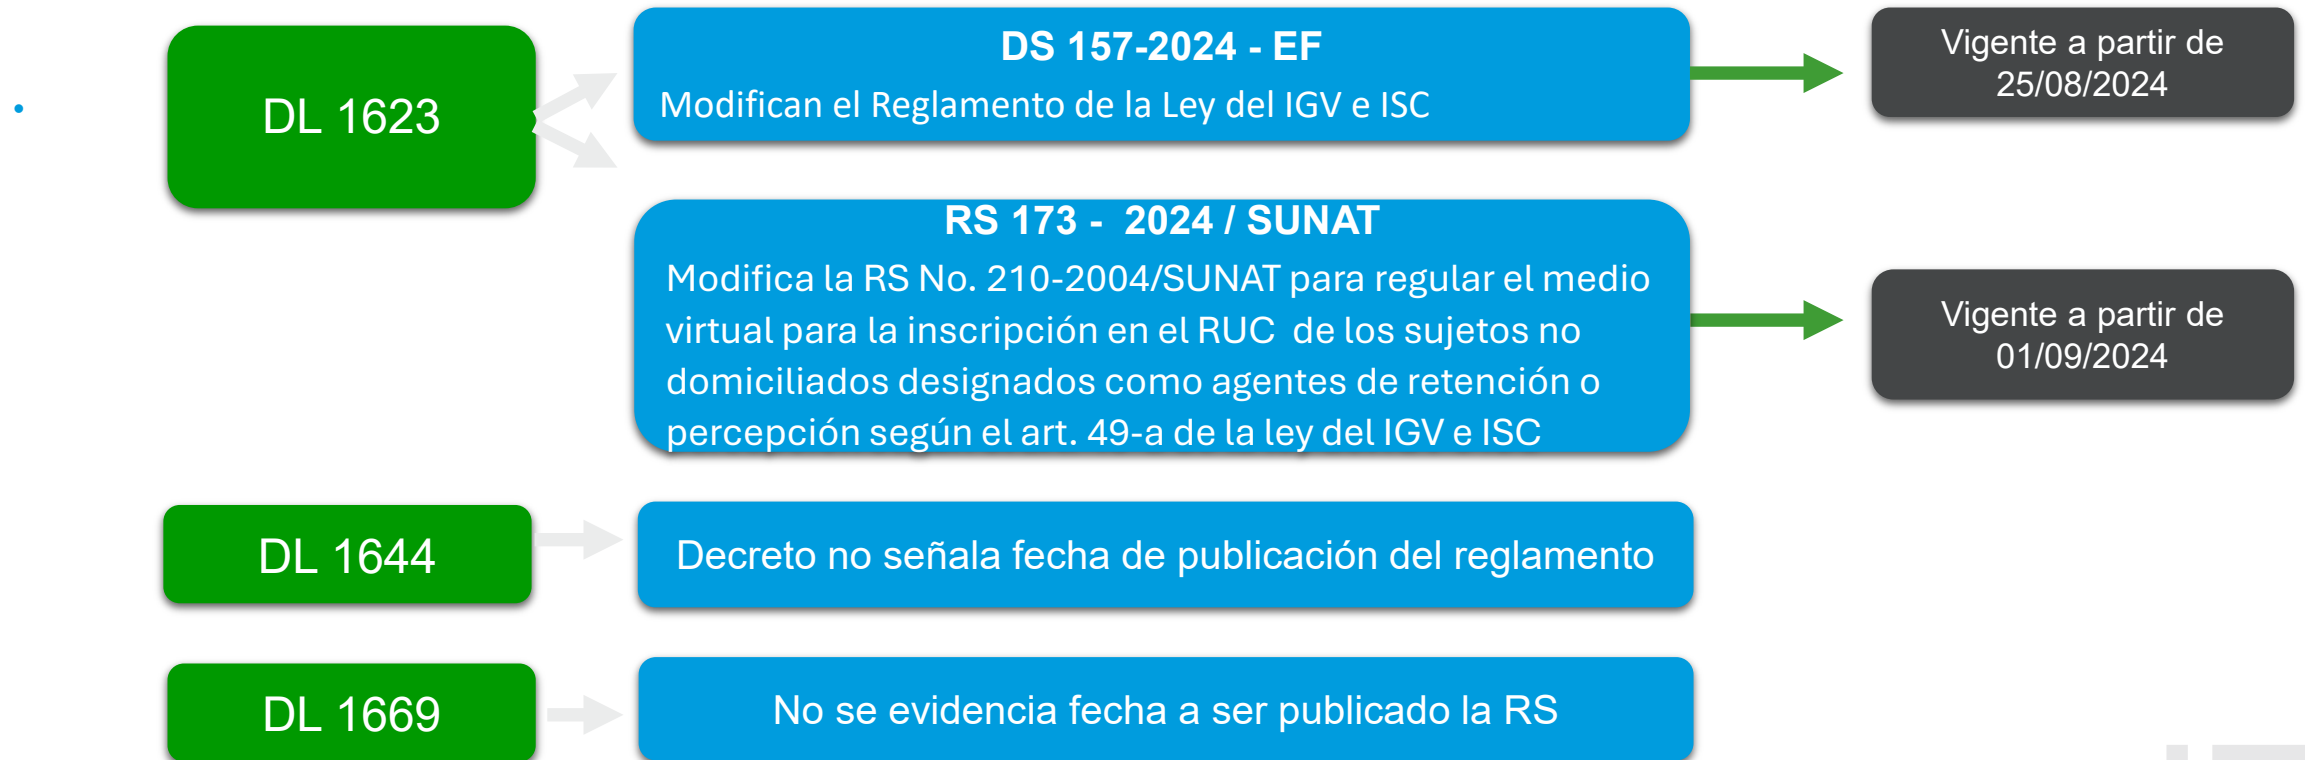 DL 1623
DS 157-2024 - EF
Modifican el Reglamento de la Ley del IGV e ISC
Vigente a partir de
25/08/2024
RS 173 - 2024 / SUNAT
Modifica la RS No. 210-2004/SUNAT para regular el medio
virtual para la inscripción en el RUC de los sujetos no
domiciliados designados como agentes de retención o
percepción según el art. 49-a de la ley del IGV e ISC
Vigente a partir de
01/09/2024
DL 1644
Decreto no señala fecha de publicación del reglamento
DL 1669
No se evidencia fecha a ser publicado la RS